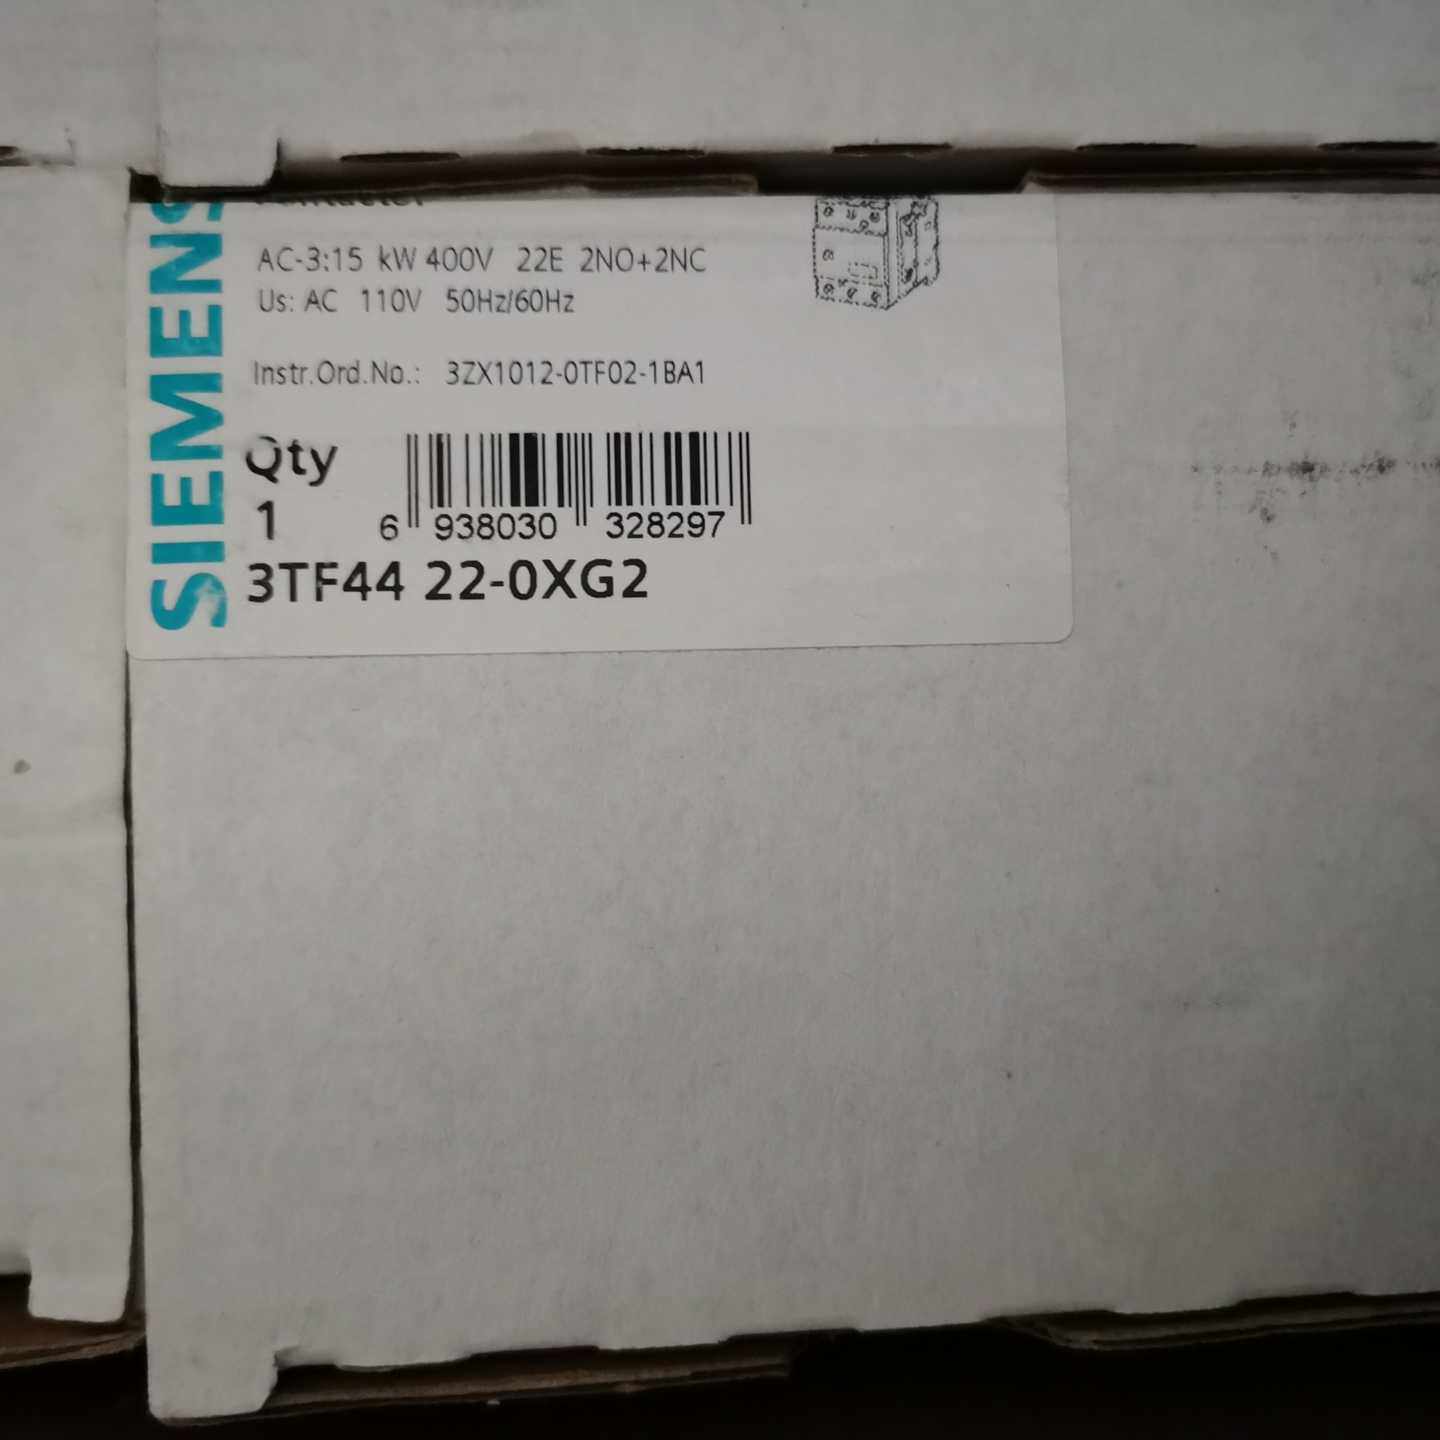 SIEMENS
Contactor
AC-3:15 kW 400V 22E 2NO+2NC
Us: AC 110V 50Hz/60Hz
Instr.Ord.No.: 3ZX1012-0TF02-1BA1
Qty
1
6 938030 328297
3TF44 22-0XG2